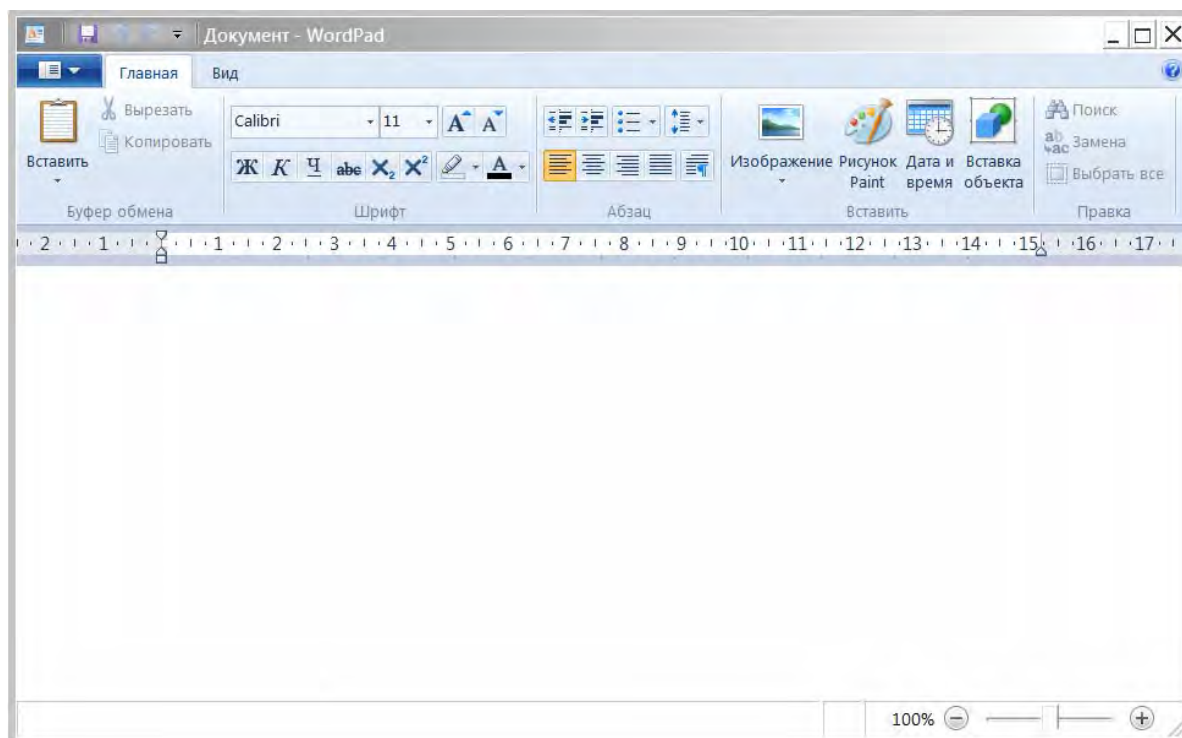 Документ - WordPad
Главная Вид
Вставить
Вырезать
Копировать
Буфер обмена
Calibri 11 A A
Ж К Ч abc X₂ X² A
Шрифт
Абзац
Изображение
Рисунок Paint
Дата и время
Вставка объекта
Вставить
Поиск
Замена
Выбрать все
Правка
2 1 1 2 3 4 5 6 7 8 9 10 11 12 13 14 15 16 17
100%